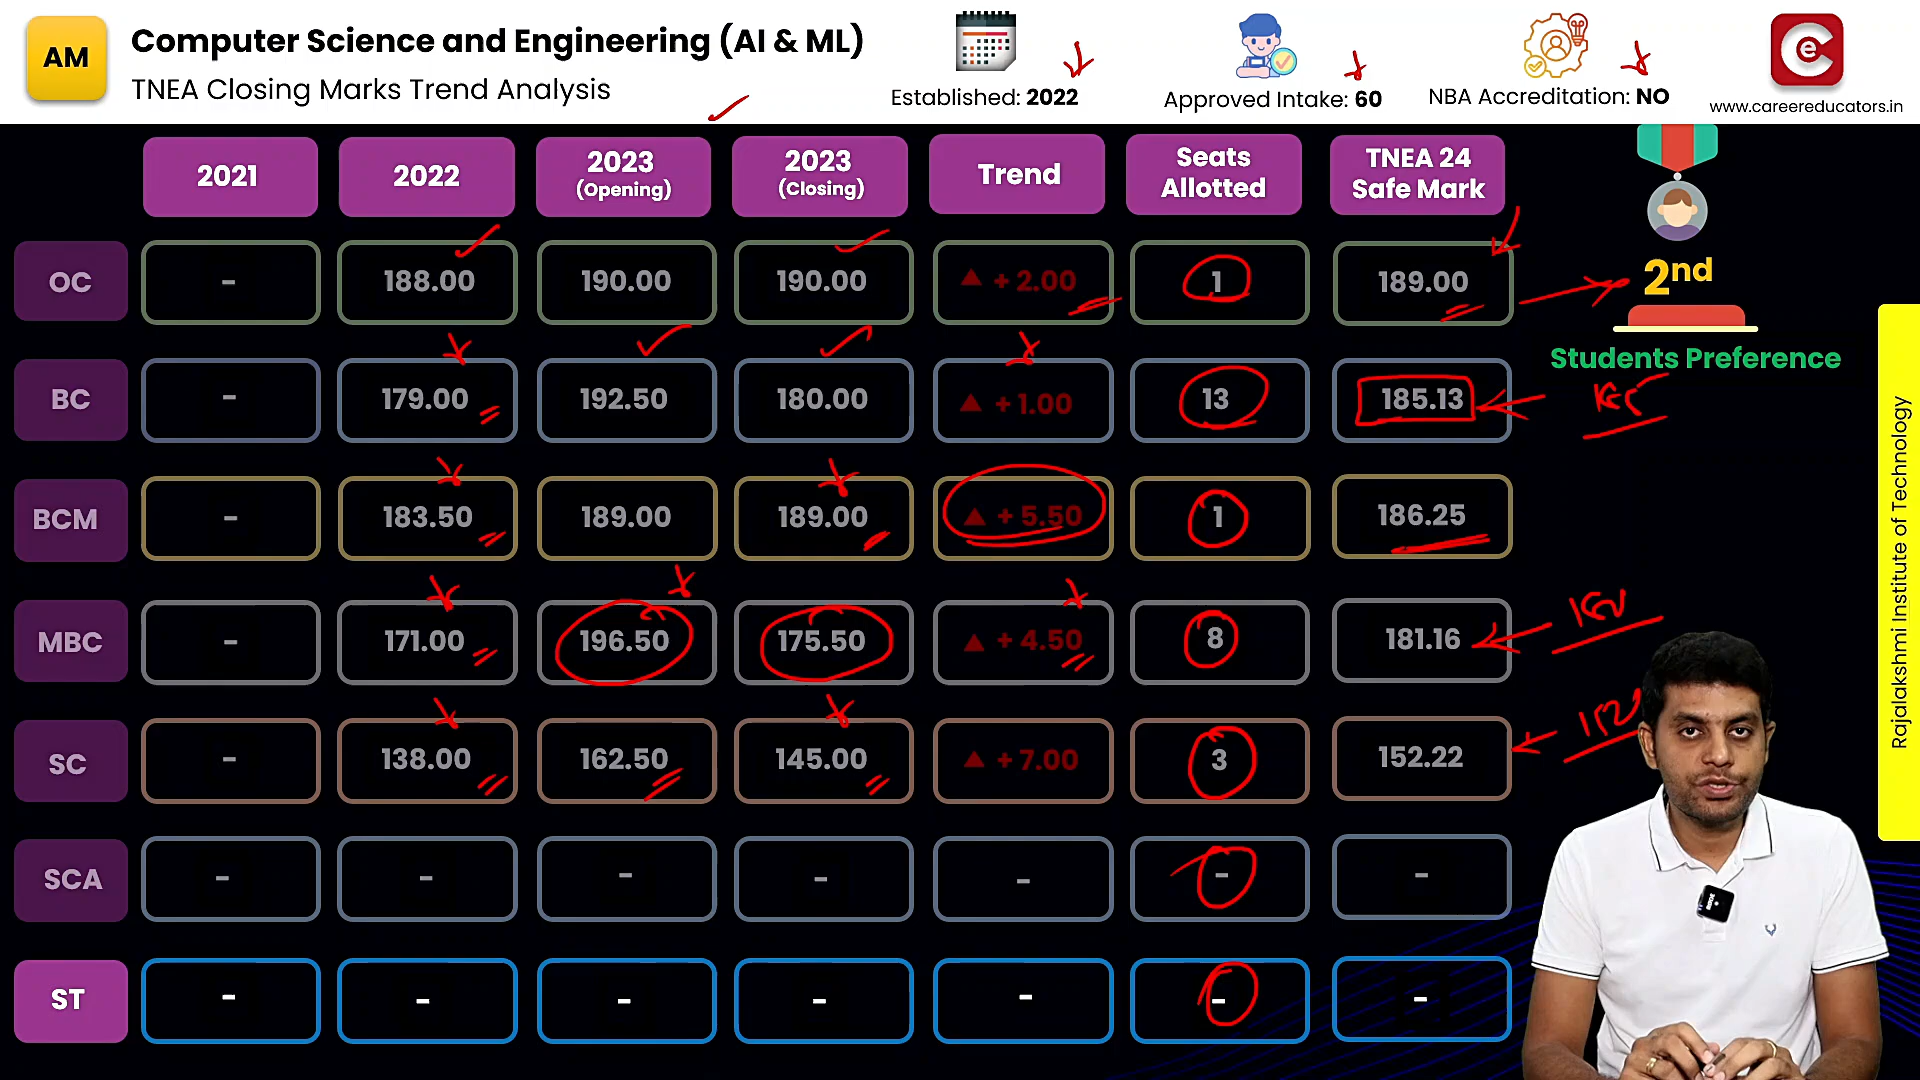 AM
Computer Science and Engineering (AI & ML)
TNEA Closing Marks Trend Analysis
Established: 2022
Approved Intake: 60
NBA Accreditation: NO
e
www.careereducators.in
2021
2022
2023 (Opening)
2023 (Closing)
Trend
Seats Allotted
TNEA 24 Safe Mark
OC - 188.00 190.00 190.00 ▲ + 2.00 1 189.00
2nd
Students Preference
BC - 179.00 192.50 180.00 ▲ + 1.00 13 185.13
185
BCM - 183.50 189.00 189.00 ▲ + 5.50 1 186.25
MBC - 171.00 196.50 175.50 ▲ + 4.50 8 181.16
SC - 138.00 162.50 145.00 ▲ + 7.00 3 152.22
152
SCA - - - - - - -
ST - - - - - - -
Rajalakshmi Institute of Technology